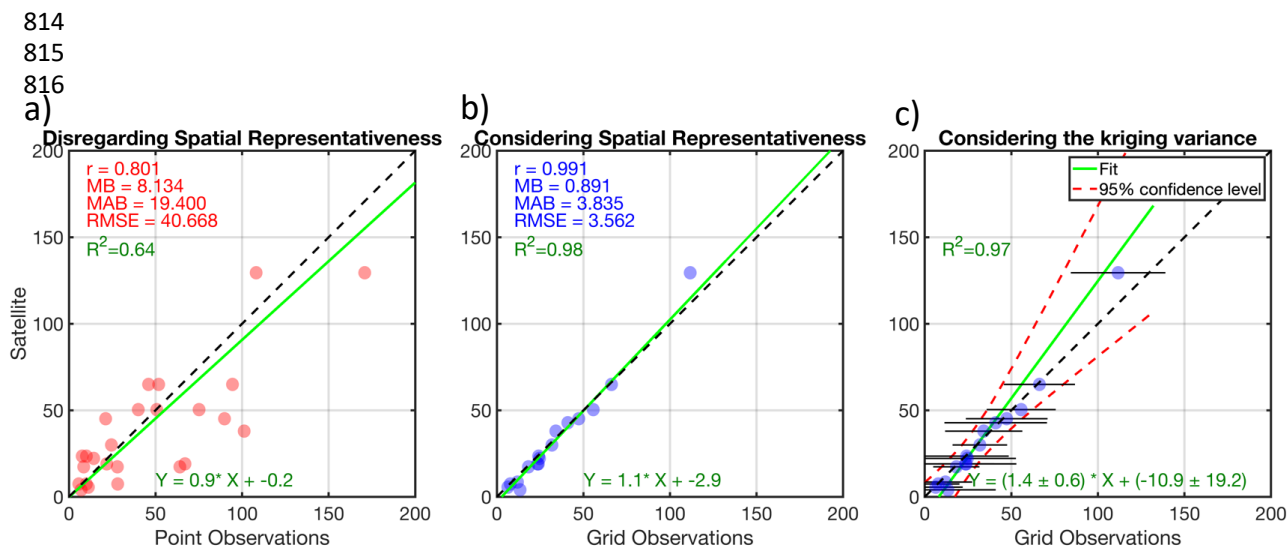 814
815
816
a)
Disregarding Spatial Representativeness
200
150
100
50
0
Satellite
r = 0.801
MB = 8.134
MAB = 19.400
RMSE = 40.668
R²=0.64
Y = 0.9* X + -0.2
0 50 100 150 200
Point Observations
b)
Considering Spatial Representativeness
200
150
100
50
0
r = 0.991
MB = 0.891
MAB = 3.835
RMSE = 3.562
R²=0.98
Y = 1.1* X + -2.9
0 50 100 150 200
Grid Observations
c)
Considering the kriging variance
200
150
100
50
0
Fit
95% confidence level
R²=0.97
Y = (1.4 ± 0.6) * X + (-10.9 ± 19.2)
0 50 100 150 200
Grid Observations